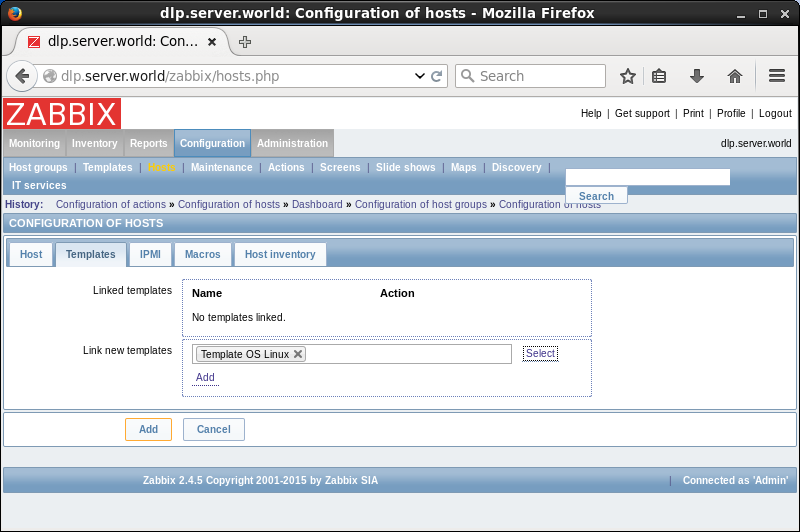 dlp.server.world: Configuration of hosts - Mozilla Firefox
dlp.server.world: Con...
dlp.server.world/zabbix/hosts.php
Search
ZABBIX
Help | Get support | Print | Profile | Logout
Monitoring Inventory Reports Configuration Administration
dlp.server.world
Host groups | Templates | Hosts | Maintenance | Actions | Screens | Slide shows | Maps | Discovery |
IT services
Search
History: Configuration of actions » Configuration of hosts » Dashboard » Configuration of host groups » Configuration of hosts
CONFIGURATION OF HOSTS
Host Templates IPMI Macros Host inventory
Linked templates
Name Action
No templates linked.
Link new templates
Template OS Linux
Select
Add
Add Cancel
Zabbix 2.4.5 Copyright 2001-2015 by Zabbix SIA
| Connected as 'Admin'